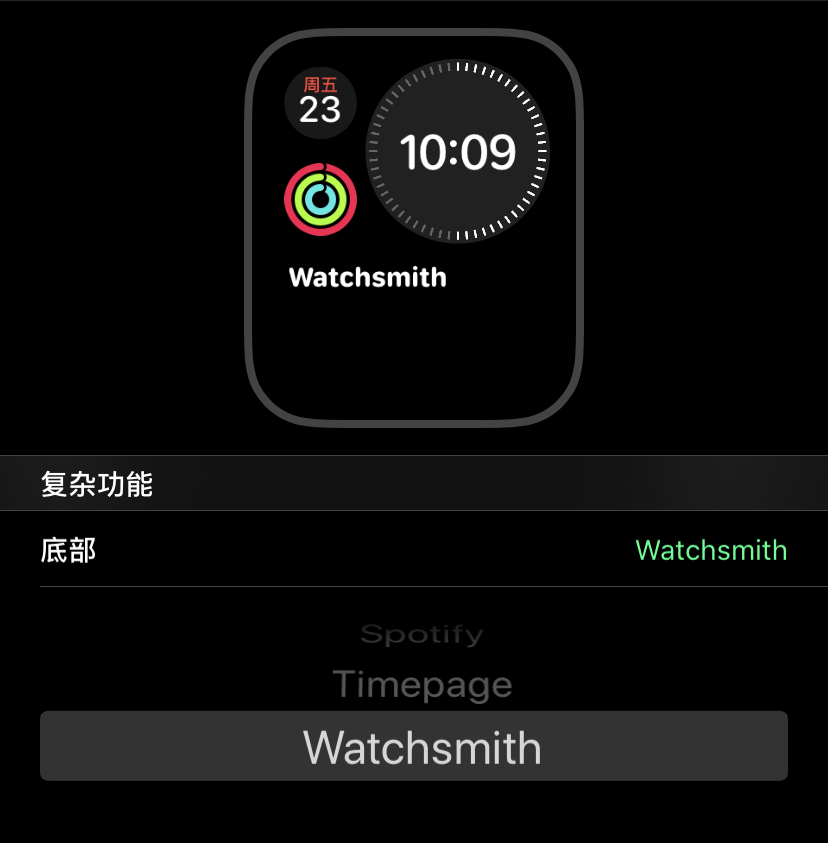 周五
23
10:09
Watchsmith
复杂功能
底部
Watchsmith
Spotify
Timepage
Watchsmith